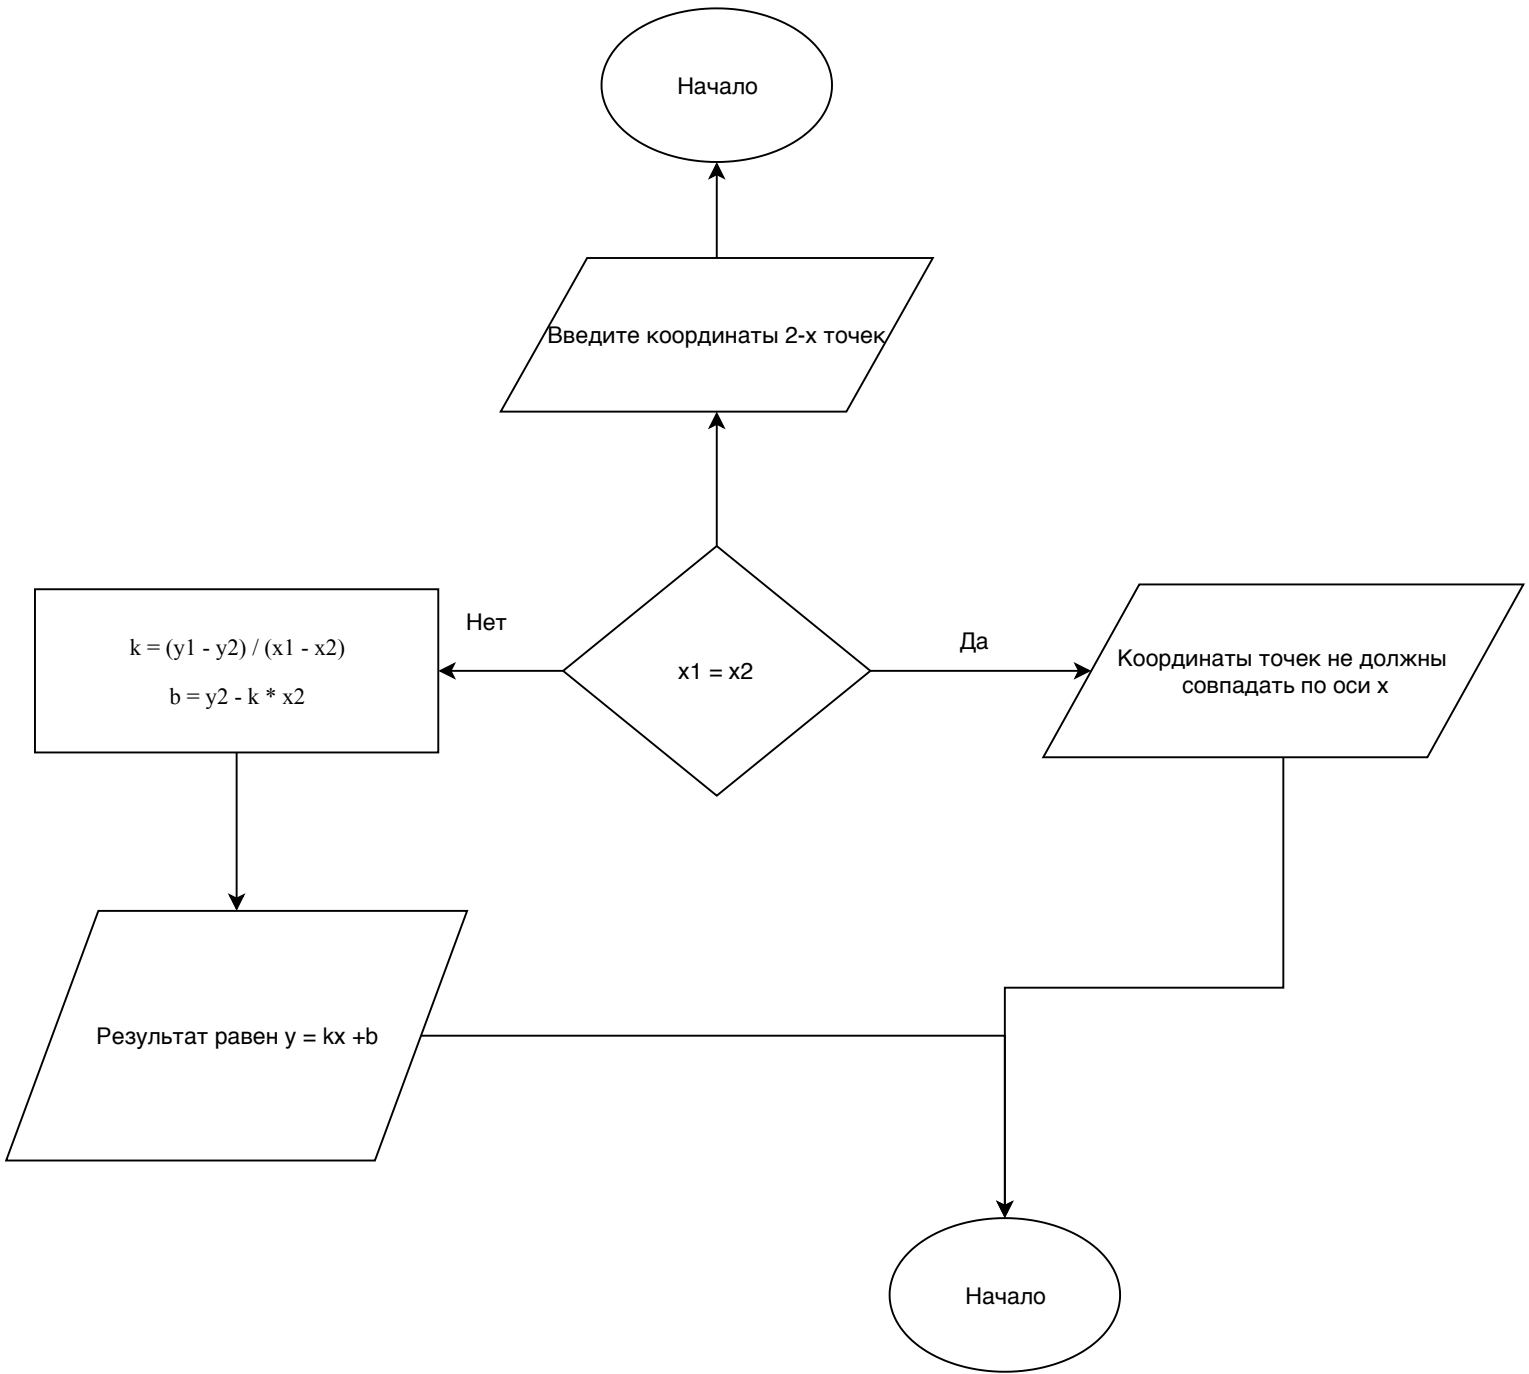 Начало
Введите координаты 2-х точек
Нет
Да
k = (y1 - y2) / (x1 - x2)
b = y2 - k * x2
x1 = x2
Координаты точек не должны
совпадать по оси x
Результат равен y = kx +b
Начало